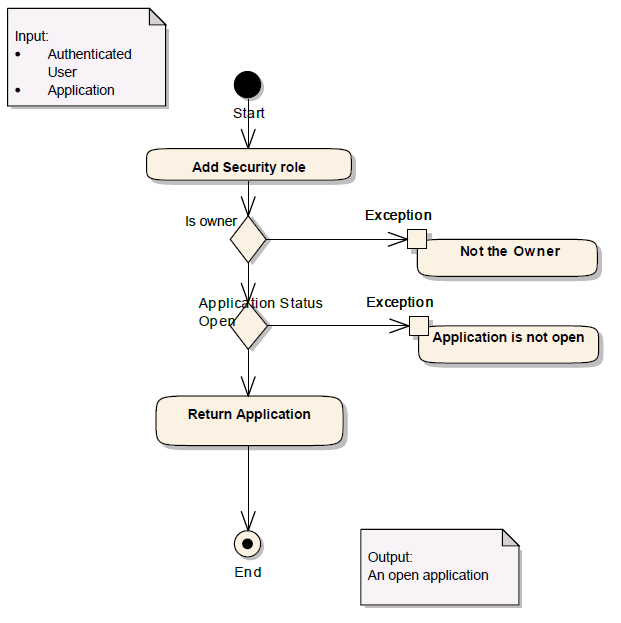 Input:
• Authenticated
User
• Application
Start
Add Security role
Is owner
Exception
Not the Owner
Application Status
Open
Exception
Application is not open
Return Application
End
Output:
An open application